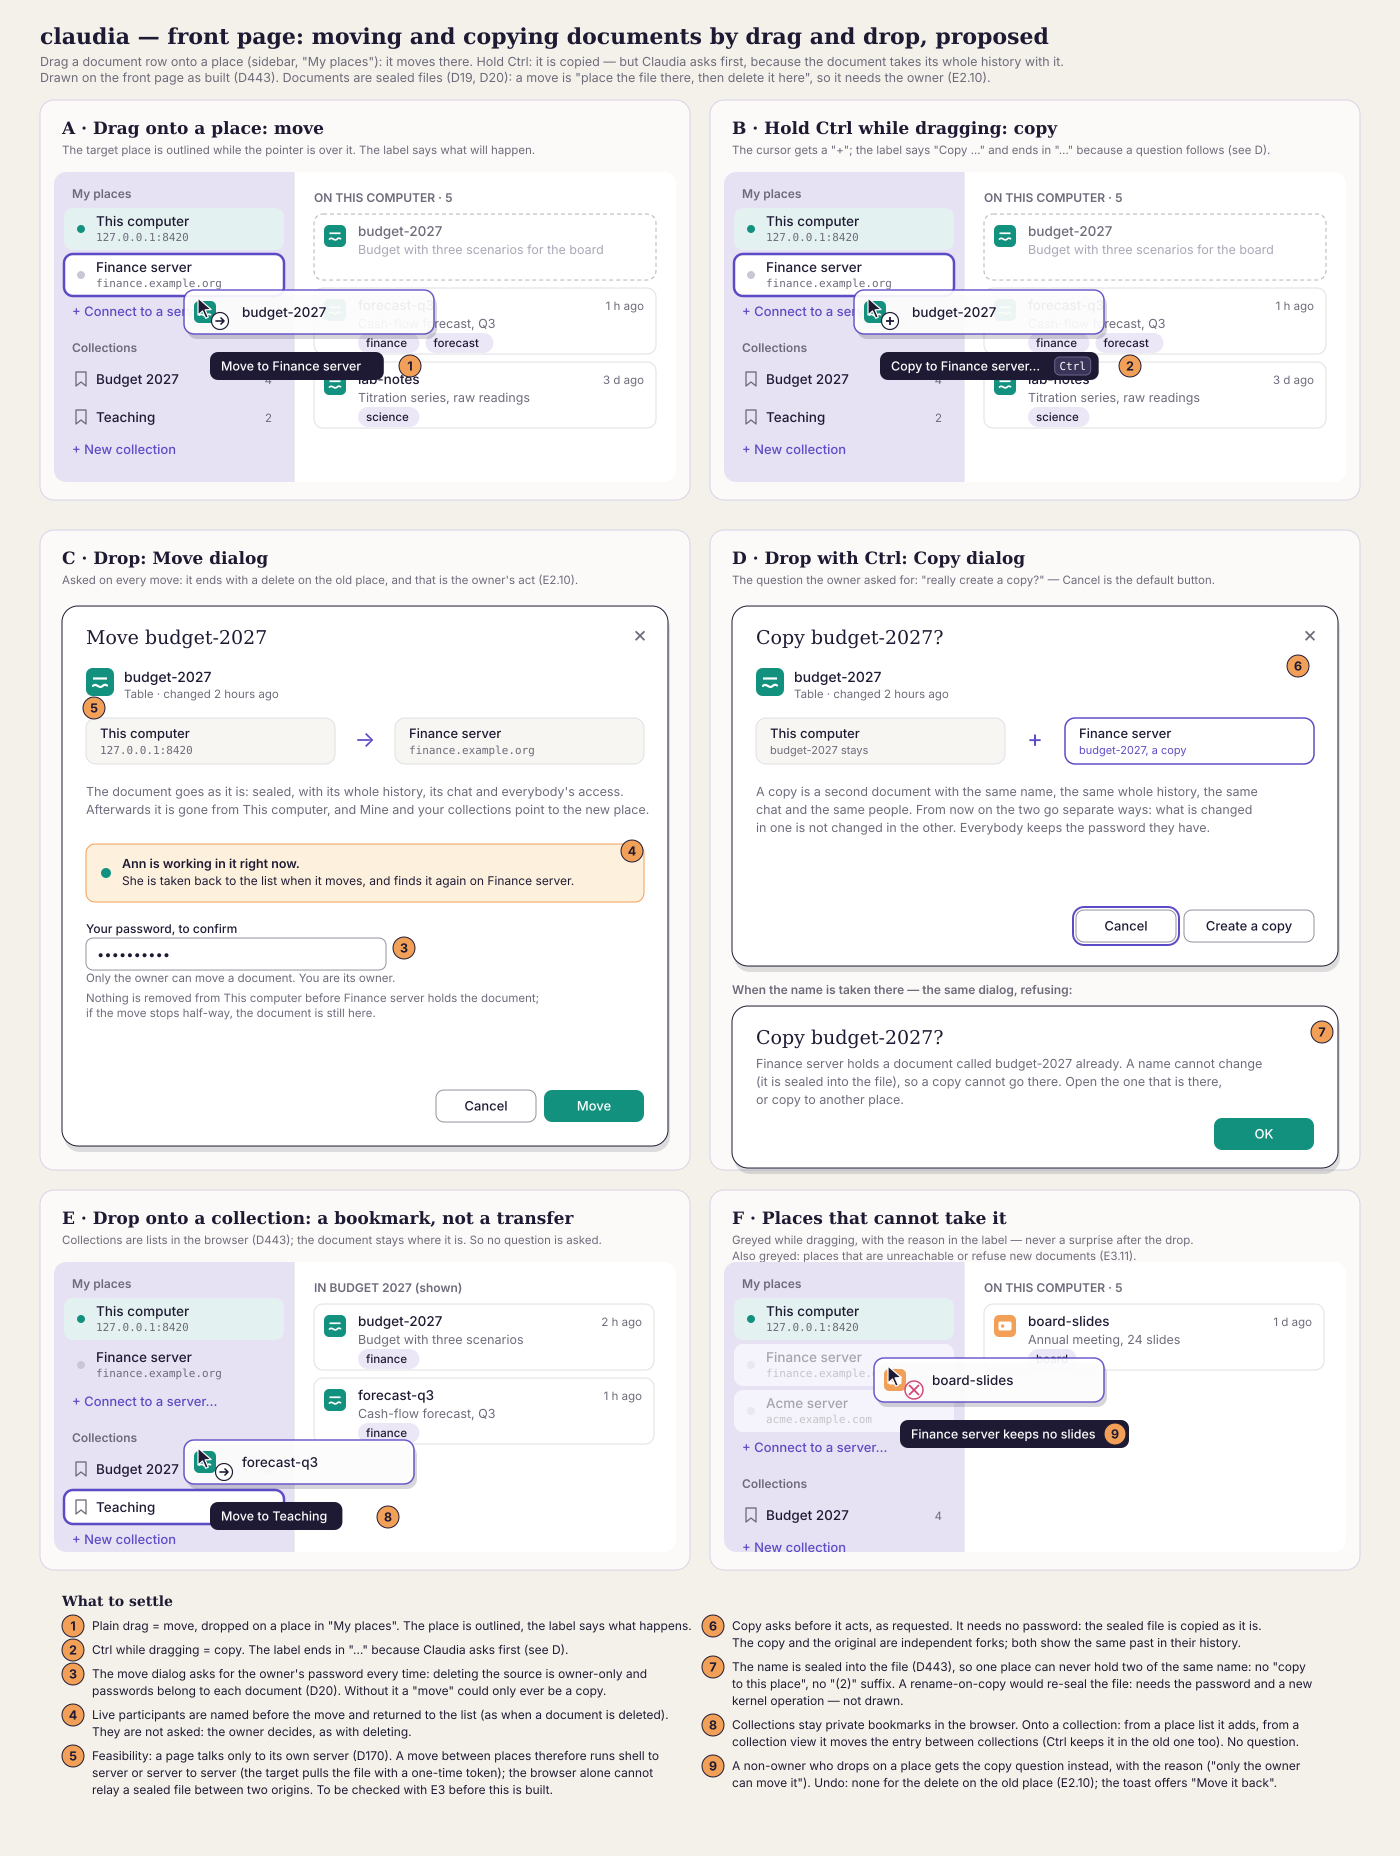 claudia — front page: moving and copying documents by drag and drop, proposed
Drag a document row onto a place (sidebar, "My places"): it moves there. Hold Ctrl: it is copied — but Claudia asks first, because the document takes its whole history with it.
Drawn on the front page as built (D443). Documents are sealed files (D19, D20): a move is "place the file there, then delete it here", so it needs the owner (E2.10).
A · Drag onto a place: move
The target place is outlined while the pointer is over it. The label says what will happen.
My places
This computer
127.0.0.1:8420
Finance server
finance.example.org
+ Connect to a ser
Collections
Budget 2027 4
Teaching 2
+ New collection
ON THIS COMPUTER · 5
budget-2027
Budget with three scenarios for the board
forecast-q3 1 h ago
Cash-flow forecast, Q3
finance forecast
lab-notes 3 d ago
Titration series, raw readings
science
budget-2027
Move to Finance server
1
B · Hold Ctrl while dragging: copy
The cursor gets a "+"; the label says "Copy …" and ends in "…" because a question follows (see D).
My places
This computer
127.0.0.1:8420
Finance server
finance.example.org
+ Connect to a ser
Collections
Budget 2027 4
Teaching 2
+ New collection
ON THIS COMPUTER · 5
budget-2027
Budget with three scenarios for the board
forecast-q3 1 h ago
Cash-flow forecast, Q3
finance forecast
lab-notes 3 d ago
Titration series, raw readings
science
budget-2027
Copy to Finance server… Ctrl
2
C · Drop: Move dialog
Asked on every move: it ends with a delete on the old place, and that is the owner's act (E2.10).
Move budget-2027 ✕
budget-2027
Table · changed 2 hours ago
5
This computer
127.0.0.1:8420
→
Finance server
finance.example.org
The document goes as it is: sealed, with its whole history, its chat and everybody's access.
Afterwards it is gone from This computer, and Mine and your collections point to the new place.
4
Ann is working in it right now.
She is taken back to the list when it moves, and finds it again on Finance server.
Your password, to confirm
••••••••••
3
Only the owner can move a document. You are its owner.
Nothing is removed from This computer before Finance server holds the document;
if the move stops half-way, the document is still here.
Cancel Move
D · Drop with Ctrl: Copy dialog
The question the owner asked for: "really create a copy?" — Cancel is the default button.
Copy budget-2027? ✕
6
budget-2027
Table · changed 2 hours ago
This computer
budget-2027 stays
+
Finance server
budget-2027, a copy
A copy is a second document with the same name, the same whole history, the same
chat and the same people. From now on the two go separate ways: what is changed
in one is not changed in the other. Everybody keeps the password they have.
Cancel Create a copy
When the name is taken there — the same dialog, refusing:
Copy budget-2027?
7
Finance server holds a document called budget-2027 already. A name cannot change
(it is sealed into the file), so a copy cannot go there. Open the one that is there,
or copy to another place.
OK
E · Drop onto a collection: a bookmark, not a transfer
Collections are lists in the browser (D443); the document stays where it is. So no question is asked.
My places
This computer
127.0.0.1:8420
Finance server
finance.example.org
+ Connect to a server…
Collections
Budget 2027
Teaching
+ New collection
IN BUDGET 2027 (shown)
budget-2027 2 h ago
Budget with three scenarios
finance
forecast-q3 1 h ago
Cash-flow forecast, Q3
finance
forecast-q3
Move to Teaching
8
F · Places that cannot take it
Greyed while dragging, with the reason in the label — never a surprise after the drop.
Also greyed: places that are unreachable or refuse new documents (E3.11).
My places
This computer
127.0.0.1:8420
Finance server
finance.example.
Acme server
acme.example.com
+ Connect to a server…
Collections
Budget 2027 4
+ New collection
ON THIS COMPUTER · 5
board-slides 1 d ago
Annual meeting, 24 slides
board
board-slides
Finance server keeps no slides 9
What to settle
1 Plain drag = move, dropped on a place in "My places". The place is outlined, the label says what happens.
2 Ctrl while dragging = copy. The label ends in "…" because Claudia asks first (see D).
3 The move dialog asks for the owner's password every time: deleting the source is owner-only and
passwords belong to each document (D20). Without it a "move" could only ever be a copy.
4 Live participants are named before the move and returned to the list (as when a document is deleted).
They are not asked: the owner decides, as with deleting.
5 Feasibility: a page talks only to its own server (D170). A move between places therefore runs shell to
server or server to server (the target pulls the file with a one-time token); the browser alone cannot
relay a sealed file between two origins. To be checked with E3 before this is built.
6 Copy asks before it acts, as requested. It needs no password: the sealed file is copied as it is.
The copy and the original are independent forks; both show the same past in their history.
7 The name is sealed into the file (D443), so one place can never hold two of the same name: no "copy
to this place", no "(2)" suffix. A rename-on-copy would re-seal the file: needs the password and a new
kernel operation — not drawn.
8 Collections stay private bookmarks in the browser. Onto a collection: from a place list it adds, from a
collection view it moves the entry between collections (Ctrl keeps it in the old one too). No question.
9 A non-owner who drops on a place gets the copy question instead, with the reason ("only the owner
can move it"). Undo: none for the delete on the old place (E2.10); the toast offers "Move it back".